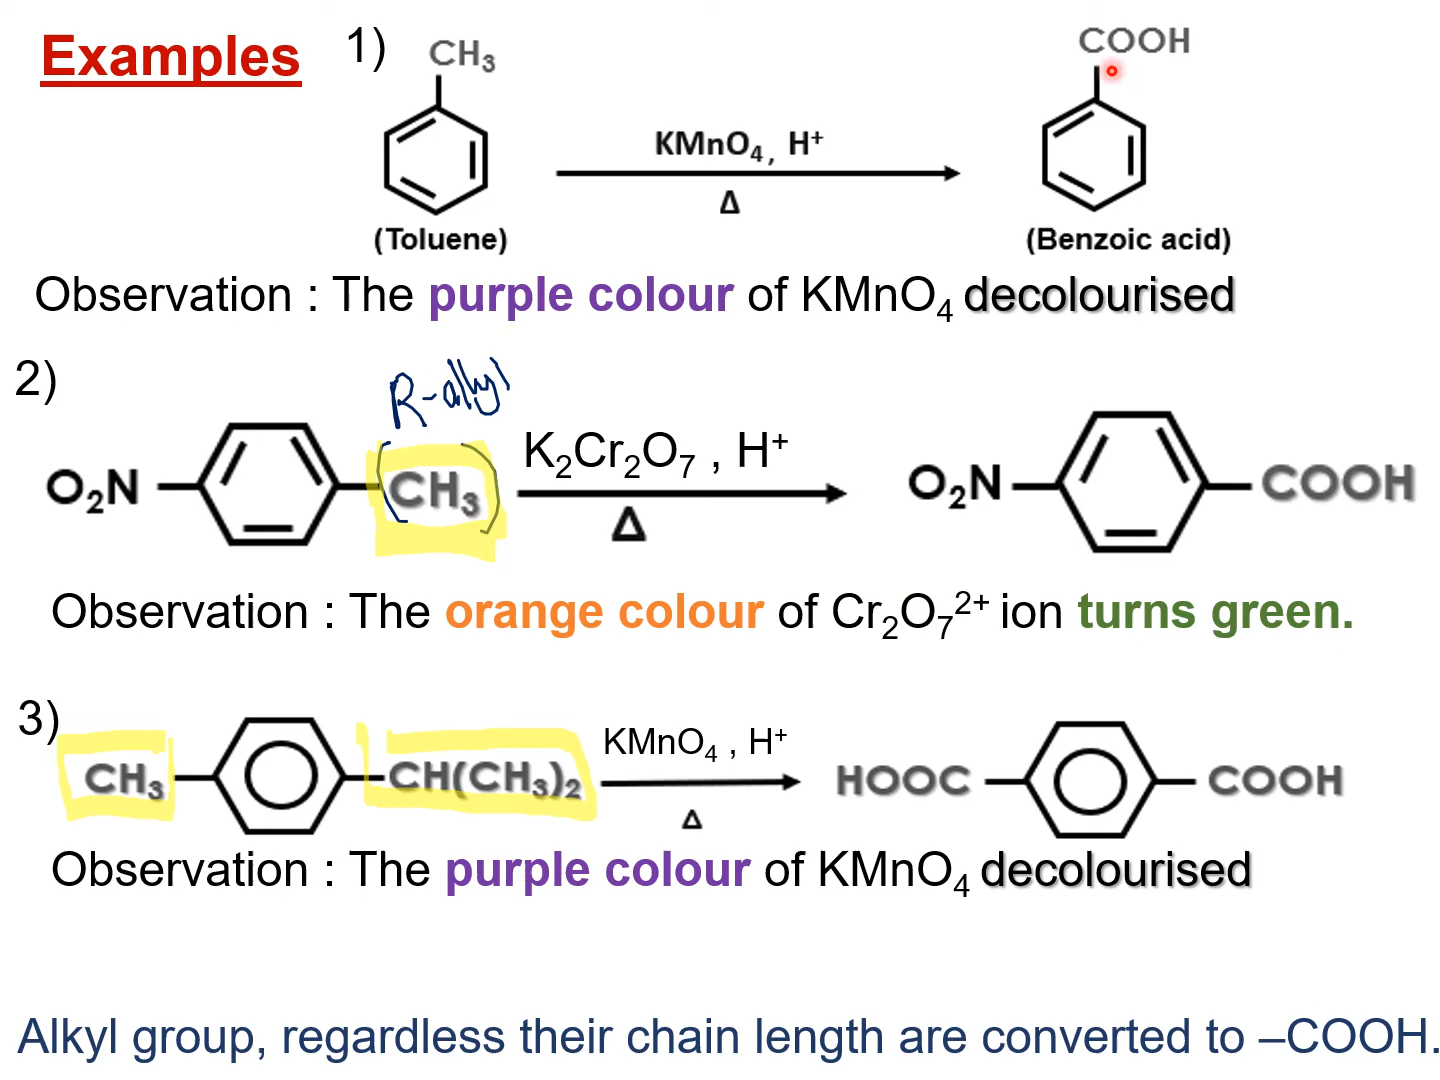 Examples
1)
CH₃
COOH
KMnO₄, H⁺
Δ
(Toluene)
(Benzoic acid)
Observation : The purple colour of KMnO₄ decolourised
2)
R-alkyl
O₂N
CH₃
K₂Cr₂O₇ , H⁺
Δ
O₂N
COOH
Observation : The orange colour of Cr₂O₇²⁺ ion turns green.
3)
CH₃
CH(CH₃)₂
KMnO₄ , H⁺
Δ
HOOC
COOH
Observation : The purple colour of KMnO₄ decolourised
Alkyl group, regardless their chain length are converted to –COOH.